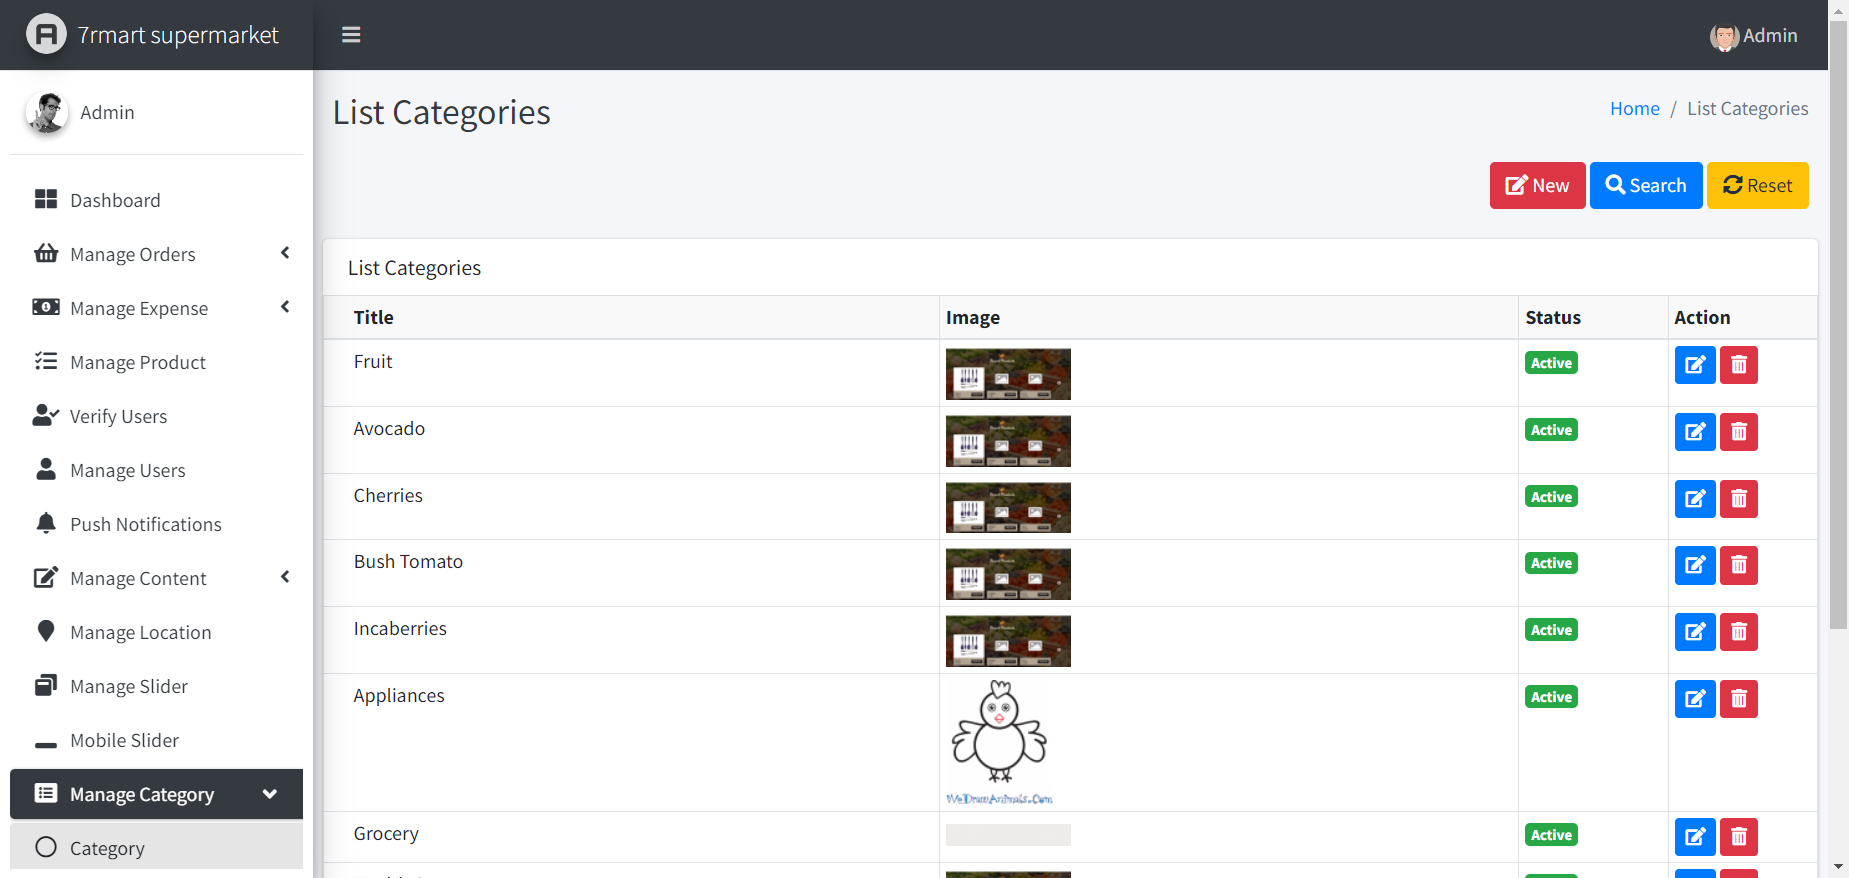 7rmart supermarket
Admin
Admin
Dashboard
Manage Orders
Manage Expense
Manage Product
Verify Users
Manage Users
Push Notifications
Manage Content
Manage Location
Manage Slider
Mobile Slider
Manage Category
Category
List Categories
Home / List Categories
New Search Reset
List Categories
Title Image Status Action
Fruit Active
Avocado Active
Cherries Active
Bush Tomato Active
Incaberries Active
Appliances Active
WeDrawAnimals.Com
Grocery Active